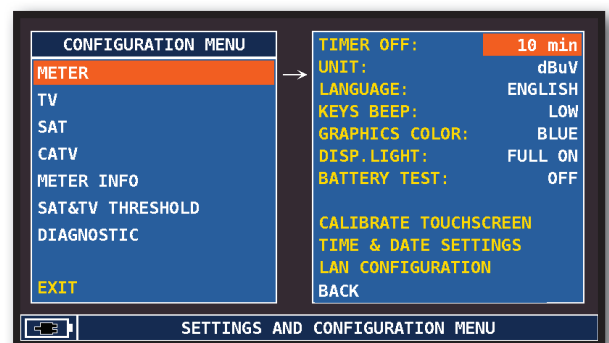 CONFIGURATION MENU
METER
TV
SAT
CATV
METER INFO
SAT&TV THRESHOLD
DIAGNOSTIC
EXIT
TIMER OFF: 10 min
UNIT: dBuV
LANGUAGE: ENGLISH
KEYS BEEP: LOW
GRAPHICS COLOR: BLUE
DISP.LIGHT: FULL ON
BATTERY TEST: OFF
CALIBRATE TOUCHSCREEN
TIME & DATE SETTINGS
LAN CONFIGURATION
BACK
SETTINGS AND CONFIGURATION MENU